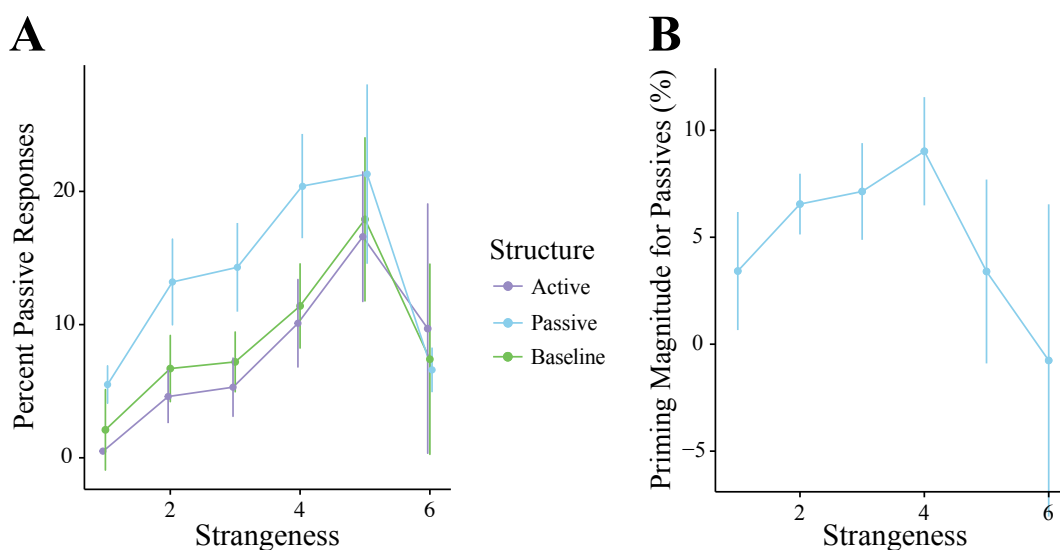 A
Percent Passive Responses
20
10
0
2
4
6
Strangeness
Structure
Active
Passive
Baseline
B
Priming Magnitude for Passives (%)
10
5
0
−5
2
4
6
Strangeness